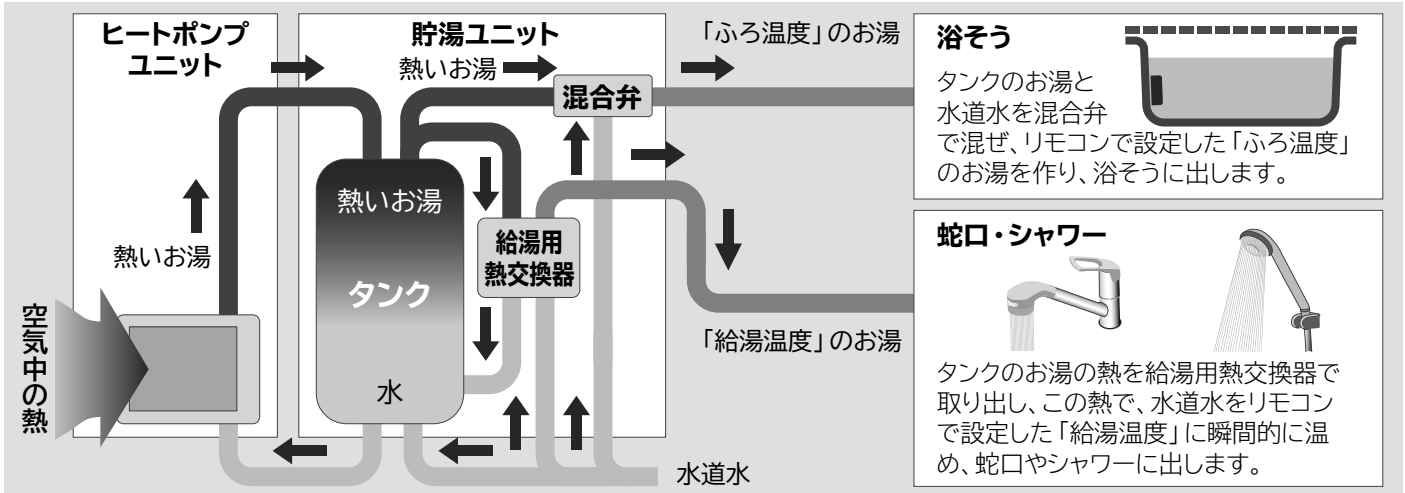 ヒートポンプ
ユニット
熱いお湯
空気中の熱
貯湯ユニット
熱いお湯
混合弁
熱いお湯
タンク
水
給湯用
熱交換器
「ふろ温度」のお湯
「給湯温度」のお湯
水道水
浴そう
タンクのお湯と
水道水を混合弁
で混ぜ、リモコンで設定した「ふろ温度」
のお湯を作り、浴そうに出します。
蛇口・シャワー
タンクのお湯の熱を給湯用熱交換器で
取り出し、この熱で、水道水をリモコン
で設定した「給湯温度」に瞬間的に温
め、蛇口やシャワーに出します。